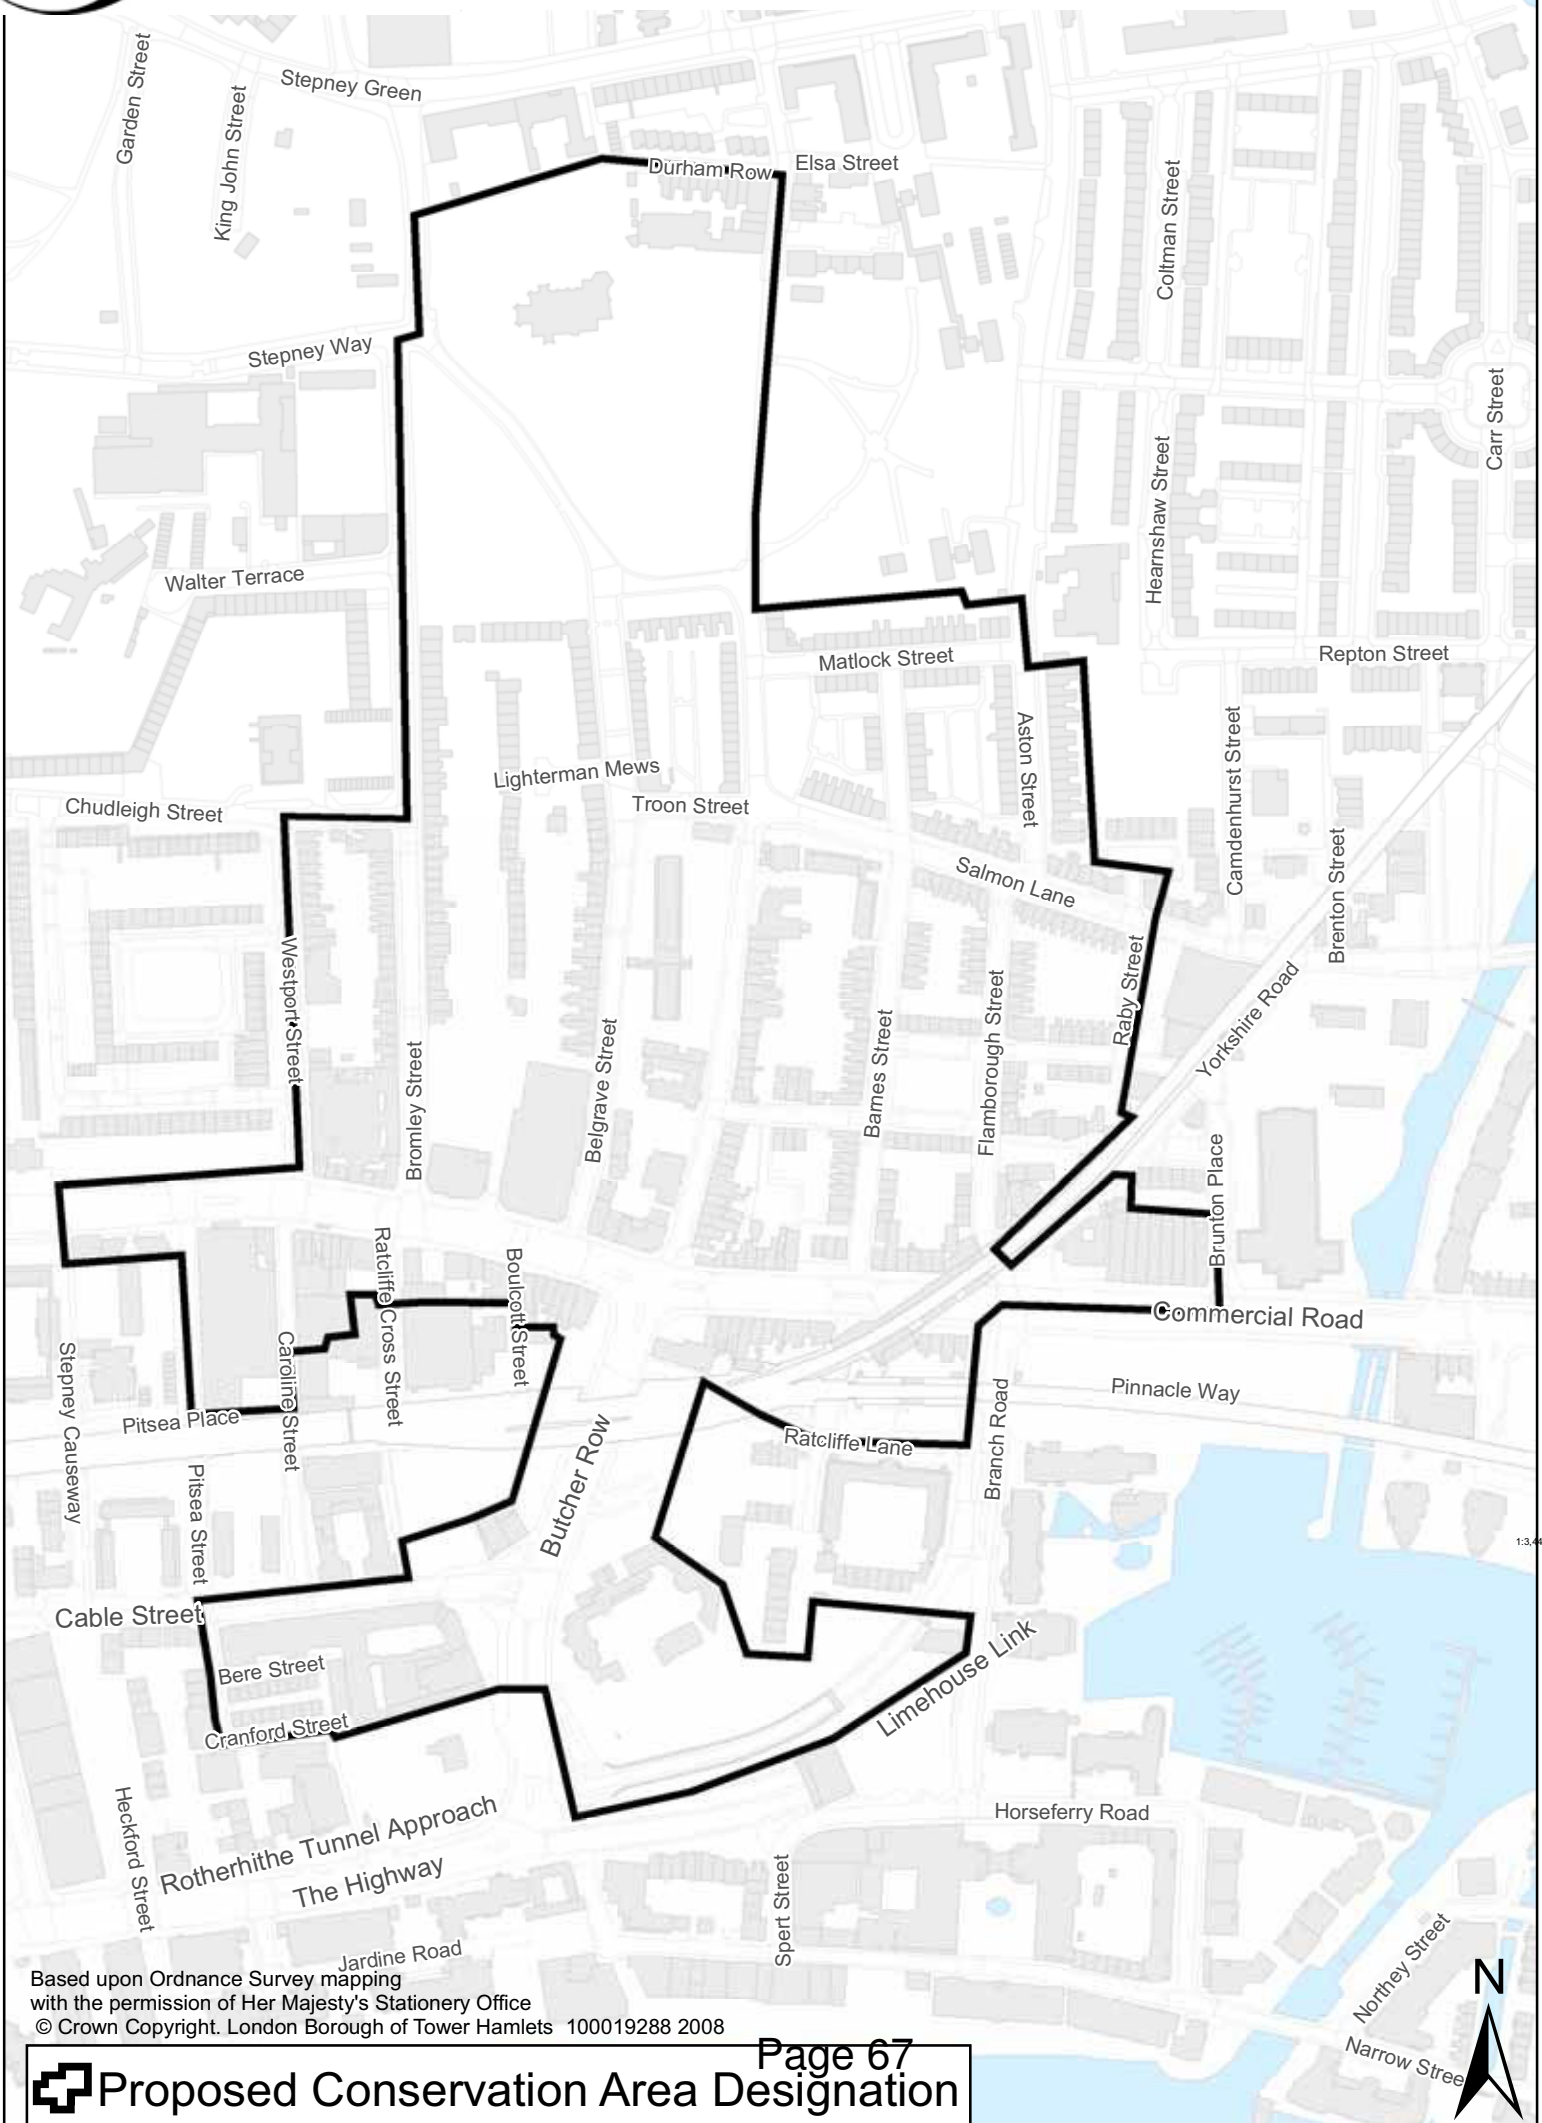 Garden Street
King John Street
Stepney Green
Durham Row
Elsa Street
Coltman Street
Stepney Way
Carr Street
Hearnshaw Street
Walter Terrace
Matlock Street
Repton Street
Aston Street
Camdenhurst Street
Lighterman Mews
Troon Street
Chudleigh Street
Salmon Lane
Brenton Street
Westport Street
Raby Street
Yorkshire Road
Flamborough Street
Barnes Street
Belgrave Street
Bromley Street
Brunton Place
Ratcliffe Cross Street
Boulcott Street
Commercial Road
Caroline Street
Stepney Causeway
Pinnacle Way
Pitsea Place
Ratcliffe Lane
Branch Road
Butcher Row
Pitsea Street
1:3,44
Cable Street
Limehouse Link
Bere Street
Cranford Street
Heckford Street
Rotherhithe Tunnel Approach
The Highway
Horseferry Road
Spert Street
Jardine Road
Northey Street
Narrow Stree
N
Based upon Ordnance Survey mapping
with the permission of Her Majesty's Stationery Office
© Crown Copyright. London Borough of Tower Hamlets 100019288 2008
Page 67
Proposed Conservation Area Designation